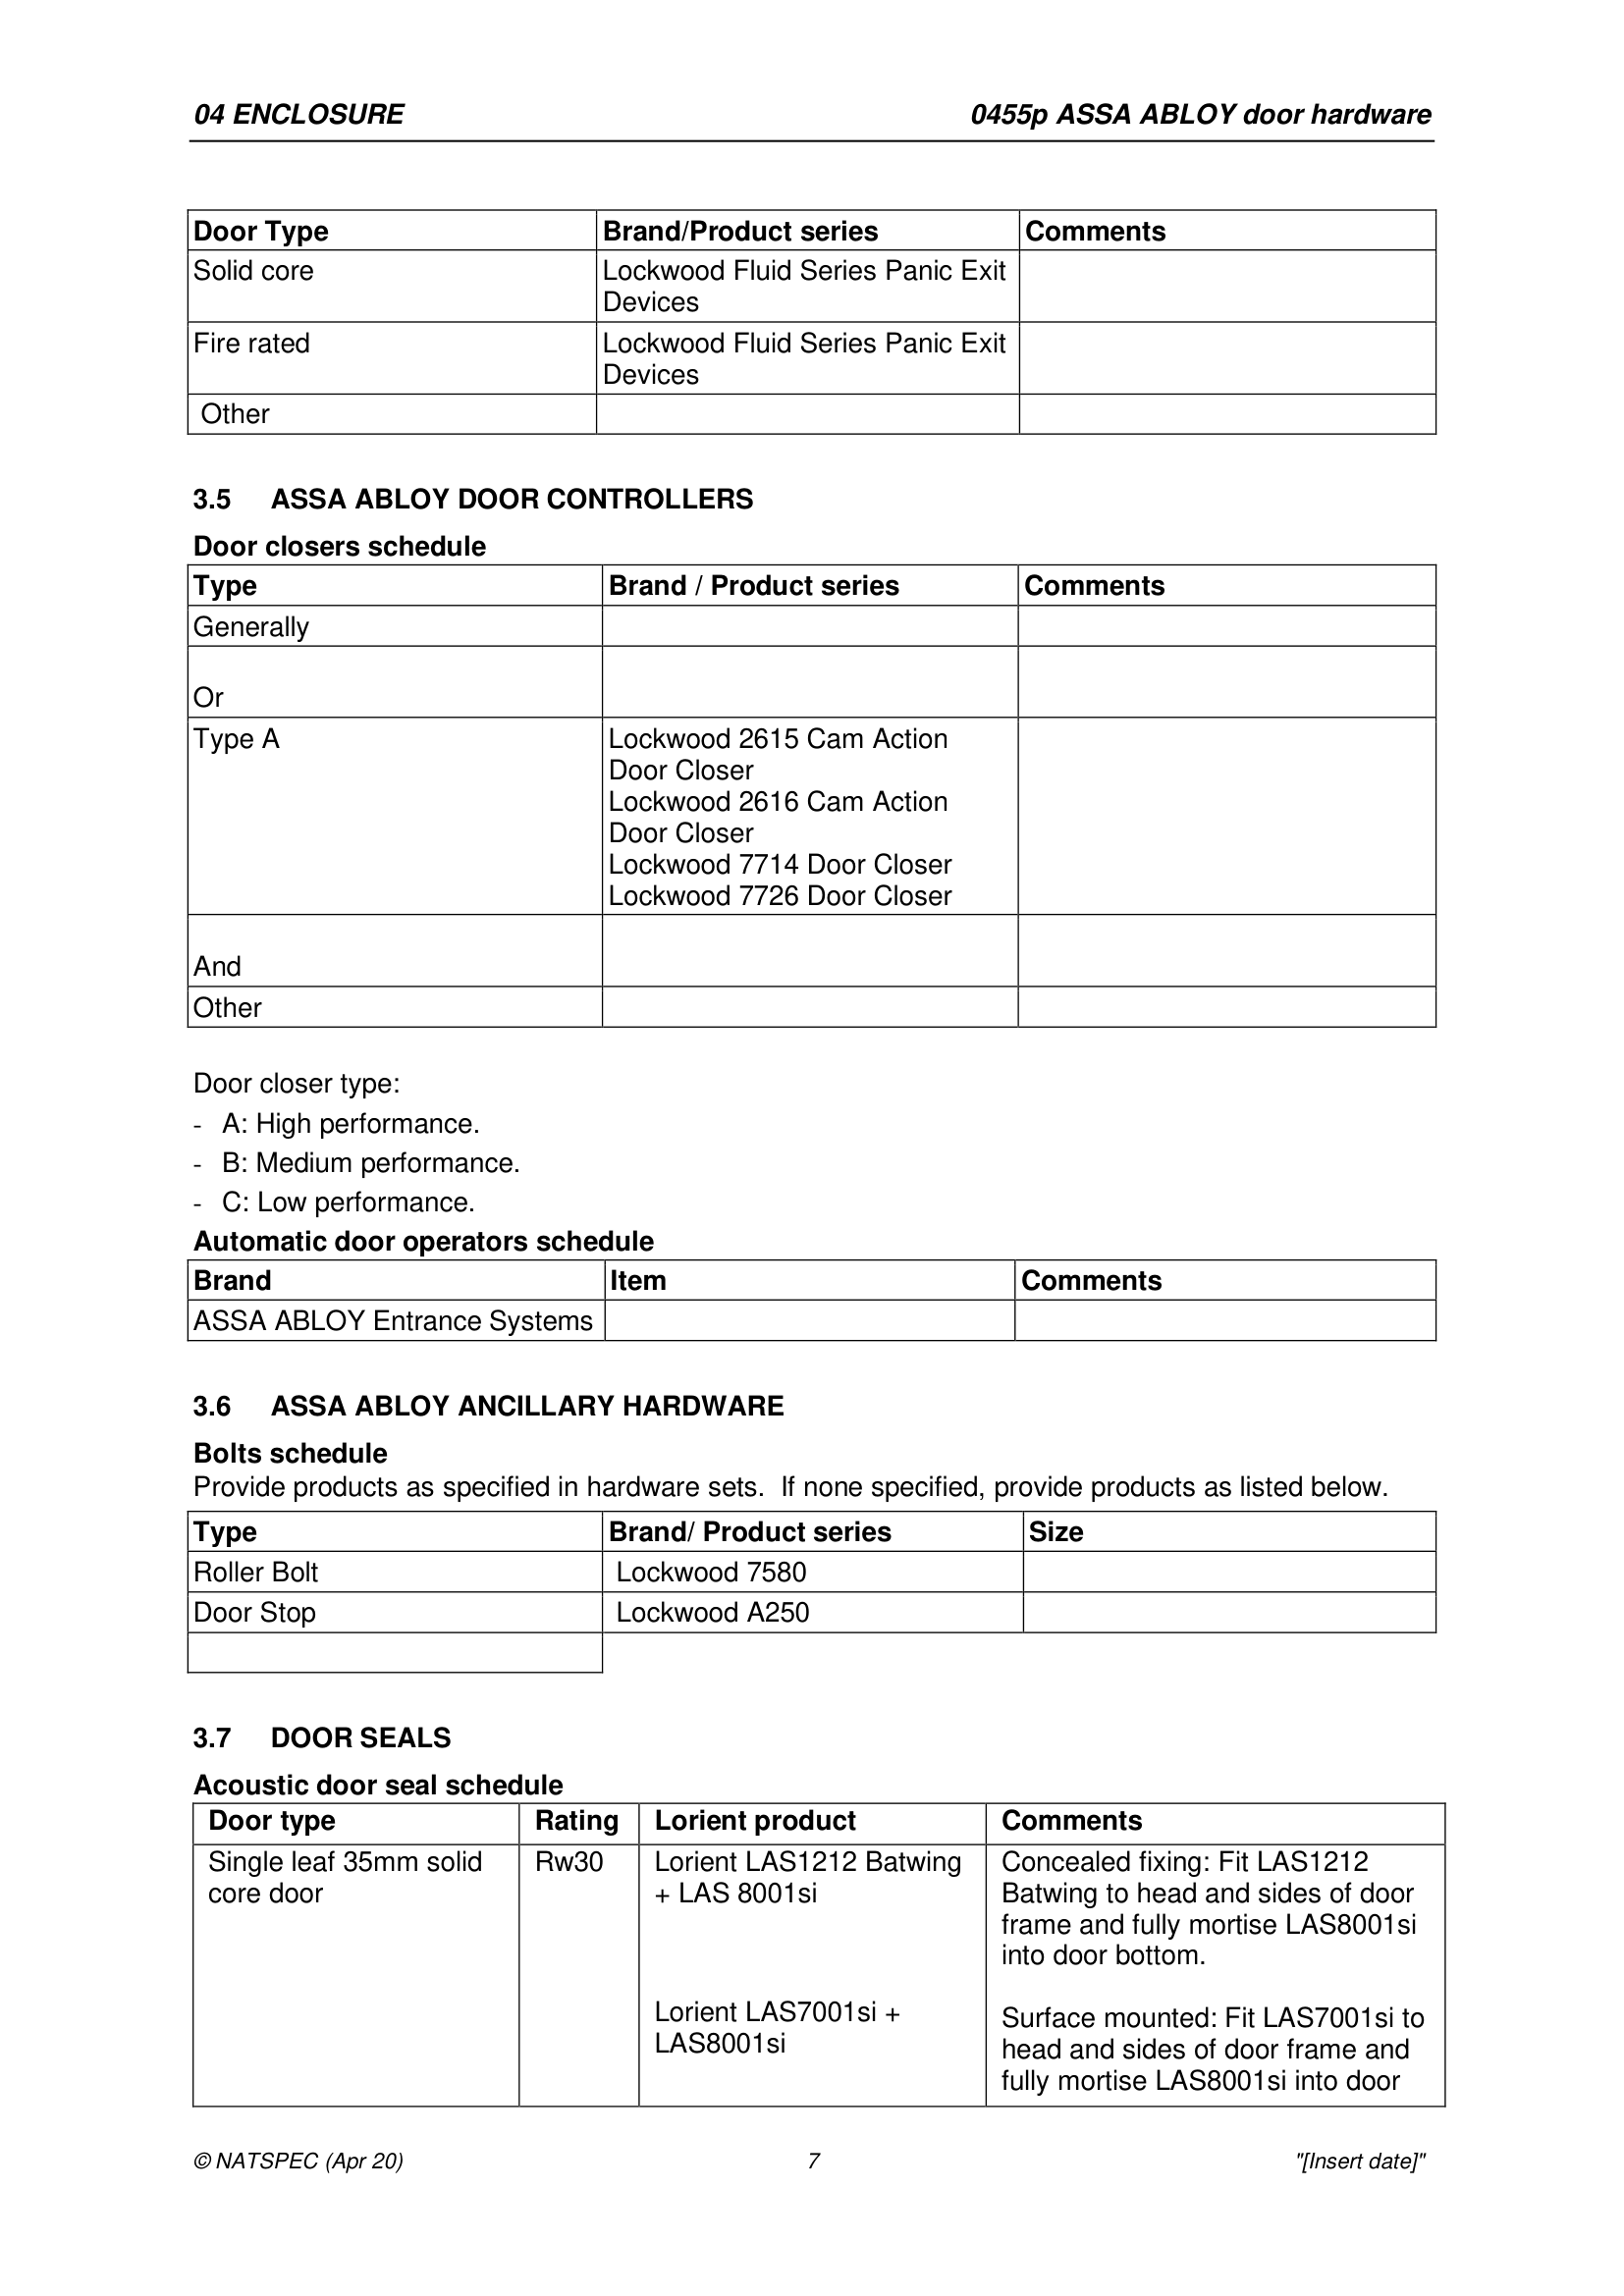 04 ENCLOSURE 0455p ASSA ABLOY door hardware
Door Type Brand/Product series Comments
Solid core Lockwood Fluid Series Panic Exit
Devices
Fire rated Lockwood Fluid Series Panic Exit
Devices
Other
3.5 ASSA ABLOY DOOR CONTROLLERS
Door closers schedule
Type Brand / Product series Comments
Generally
Or
Type A Lockwood 2615 Cam Action
Door Closer
Lockwood 2616 Cam Action
Door Closer
Lockwood 7714 Door Closer
Lockwood 7726 Door Closer
And
Other
Door closer type:
- A: High performance.
- B: Medium performance.
- C: Low performance.
Automatic door operators schedule
Brand Item Comments
ASSA ABLOY Entrance Systems
3.6 ASSA ABLOY ANCILLARY HARDWARE
Bolts schedule
Provide products as specified in hardware sets.  If none specified, provide products as listed below.
Type Brand/ Product series Size
Roller Bolt Lockwood 7580
Door Stop Lockwood A250
3.7 DOOR SEALS
Acoustic door seal schedule
Door type Rating Lorient product Comments
Single leaf 35mm solid Rw30 Lorient LAS1212 Batwing Concealed fixing: Fit LAS1212
core door + LAS 8001si Batwing to head and sides of door
frame and fully mortise LAS8001si
into door bottom.
Lorient LAS7001si + Surface mounted: Fit LAS7001si to
LAS8001si head and sides of door frame and
fully mortise LAS8001si into door
© NATSPEC (Apr 20) 7 "[Insert date]"